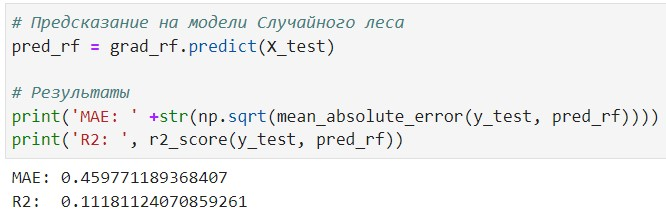 # Предсказание на модели Случайного леса
pred_rf = grad_rf.predict(X_test)
# Результаты
print('MAE: ' +str(np.sqrt(mean_absolute_error(y_test, pred_rf))))
print('R2: ', r2_score(y_test, pred_rf))
MAE: 0.459771189368407
R2:  0.11181124070859261